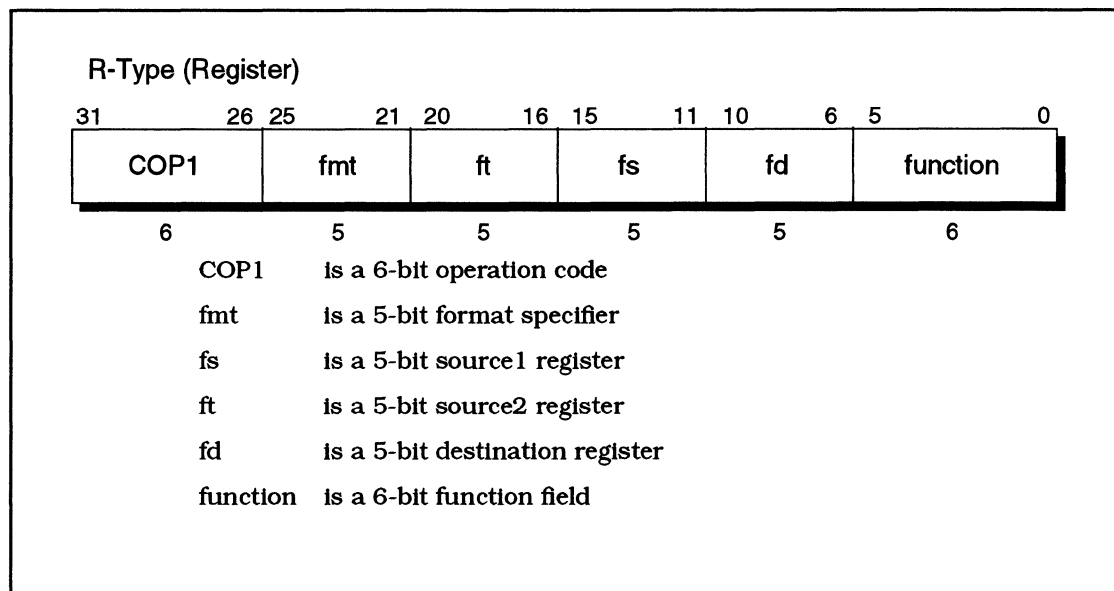 R-Type (Register)
31 26 25 21 20 16 15 11 10 6 5 0
COP1 fmt ft fs fd function
6 5 5 5 5 6
COP1 is a 6-bit operation code
fmt is a 5-bit format specifier
fs is a 5-bit source1 register
ft is a 5-bit source2 register
fd is a 5-bit destination register
function is a 6-bit function field